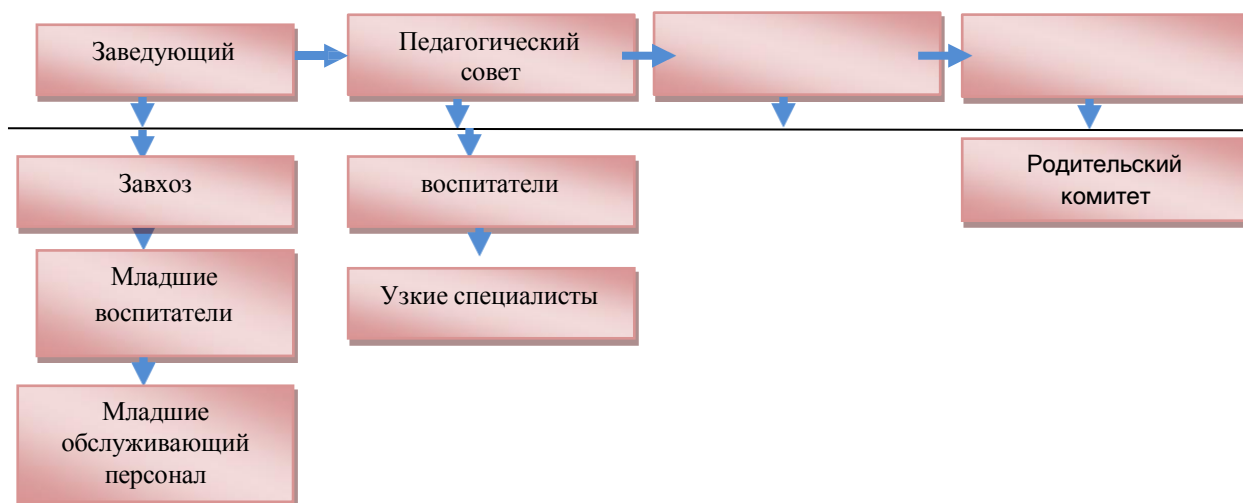 Заведующий
Педагогический
совет
Завхоз
воспитатели
Родительский
комитет
Младшие
воспитатели
Узкие специалисты
Младшие
обслуживающий
персонал